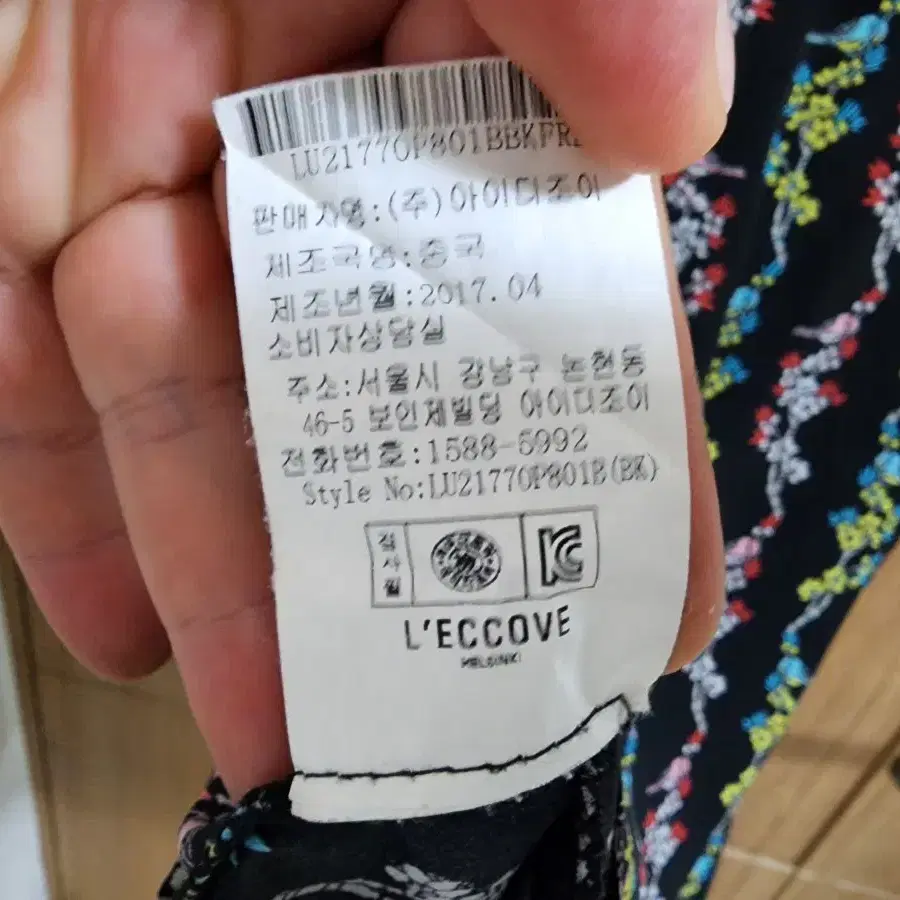 LU21770P801BBKFRE
판매자명:(주)아이디조이
제조국명:중국
제조년월:2017.04
소비자상담실
주소:서울시 강남구 논현동
46-5 보인제빌딩 아이디조이
전화번호:1588-5992
Style No:LU21770P801B(BK)
검사필
L'ECCOVE
HELSINKI